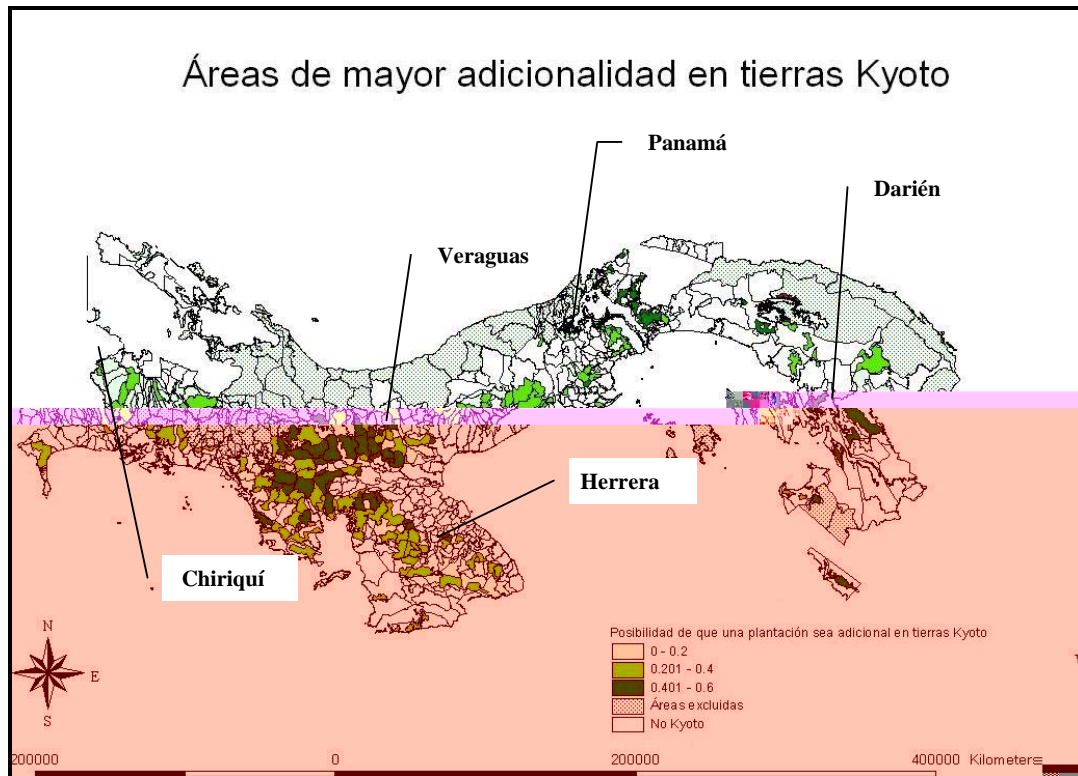 Áreas de mayor adicionalidad en tierras Kyoto
Panamá
Darién
Veraguas
Herrera
Chiriquí
N
E
S
Posibilidad de que una plantación sea adicional en tierras Kyoto
0 - 0.2
0.201 - 0.4
0.401 - 0.6
Áreas excluidas
No Kyoto
200000 0 200000 400000 Kilometers